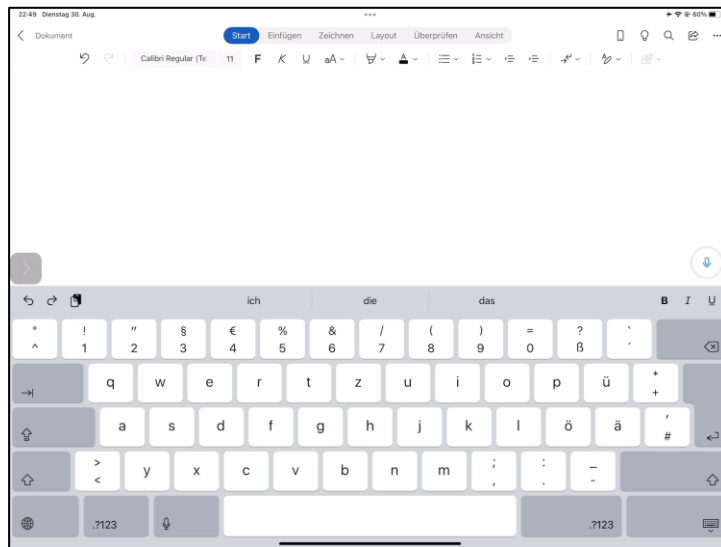 22:49 Dienstag 30. Aug.
60%
Dokument
Start Einfügen Zeichnen Layout Überprüfen Ansicht
Calibri Regular (Te 11 F K U aA A
ich die das B I U
° ! " § € % & / ( ) = ? `
^ 1 2 3 4 5 6 7 8 9 0 ß ´
q w e r t z u i o p ü * +
a s d f g h j k l ö ä ' #
> < y x c v b n m ; , : . _ -
.?123 .?123